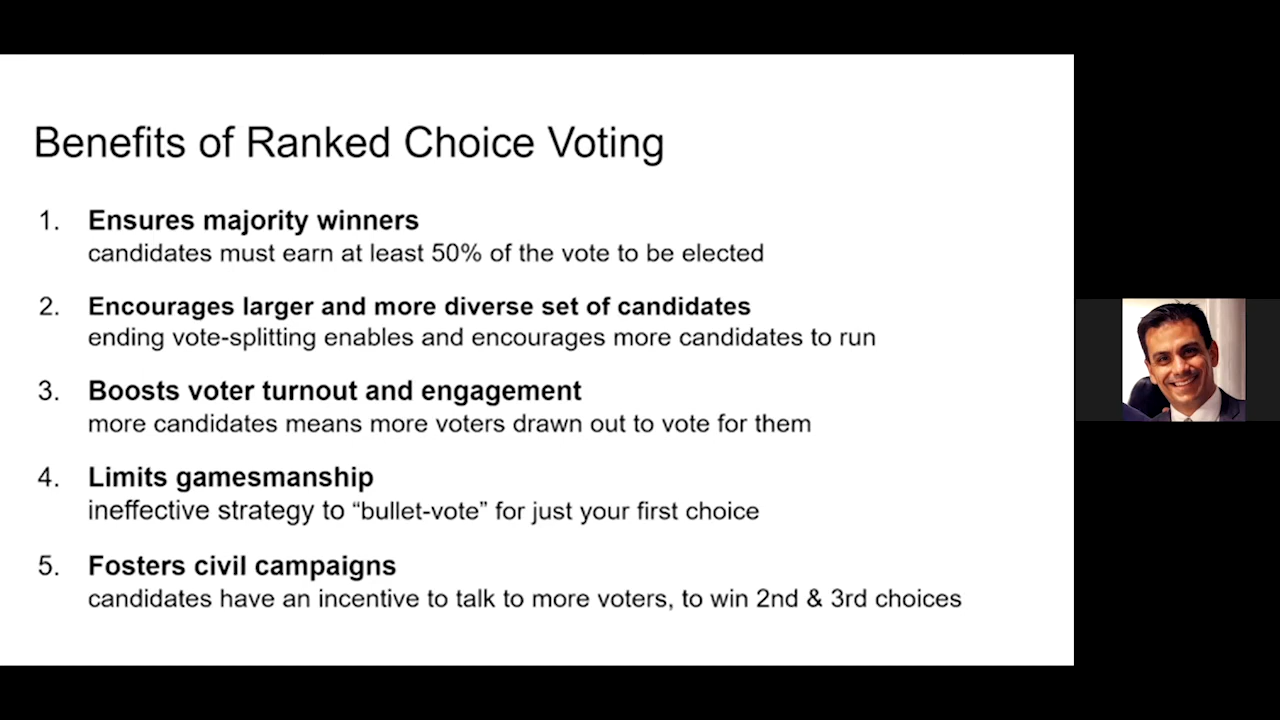 Benefits of Ranked Choice Voting
1. Ensures majority winners
candidates must earn at least 50% of the vote to be elected
2. Encourages larger and more diverse set of candidates
ending vote-splitting enables and encourages more candidates to run
3. Boosts voter turnout and engagement
more candidates means more voters drawn out to vote for them
4. Limits gamesmanship
ineffective strategy to “bullet-vote” for just your first choice
5. Fosters civil campaigns
candidates have an incentive to talk to more voters, to win 2nd & 3rd choices